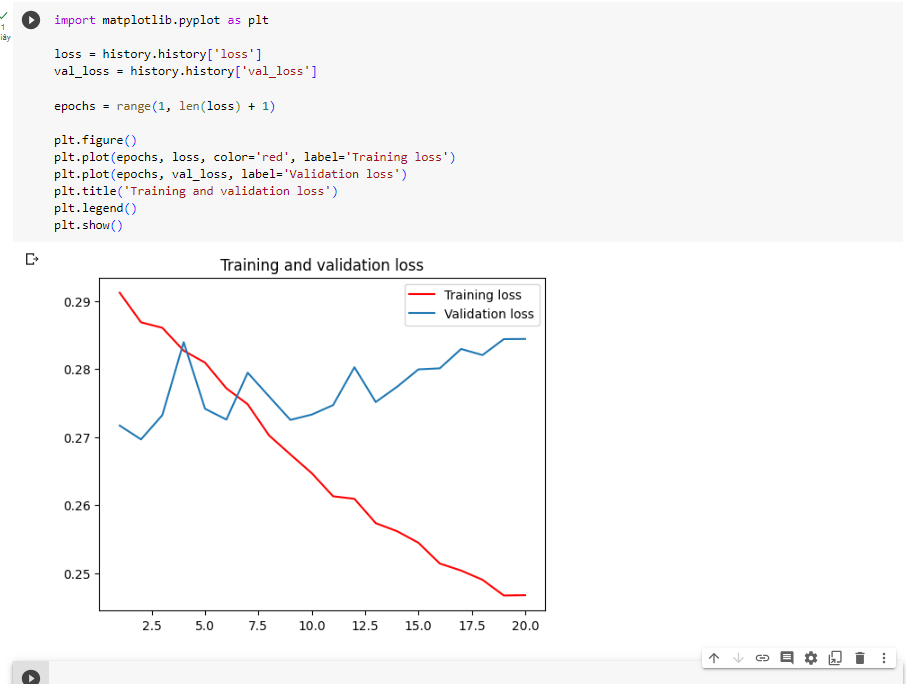 import matplotlib.pyplot as plt
loss = history.history['loss']
val_loss = history.history['val_loss']
epochs = range(1, len(loss) + 1)
plt.figure()
plt.plot(epochs, loss, color='red', label='Training loss')
plt.plot(epochs, val_loss, label='Validation loss')
plt.title('Training and validation loss')
plt.legend()
plt.show()
1
giây
Training and validation loss
Training loss
Validation loss
0.29
0.28
0.27
0.26
0.25
2.5 5.0 7.5 10.0 12.5 15.0 17.5 20.0